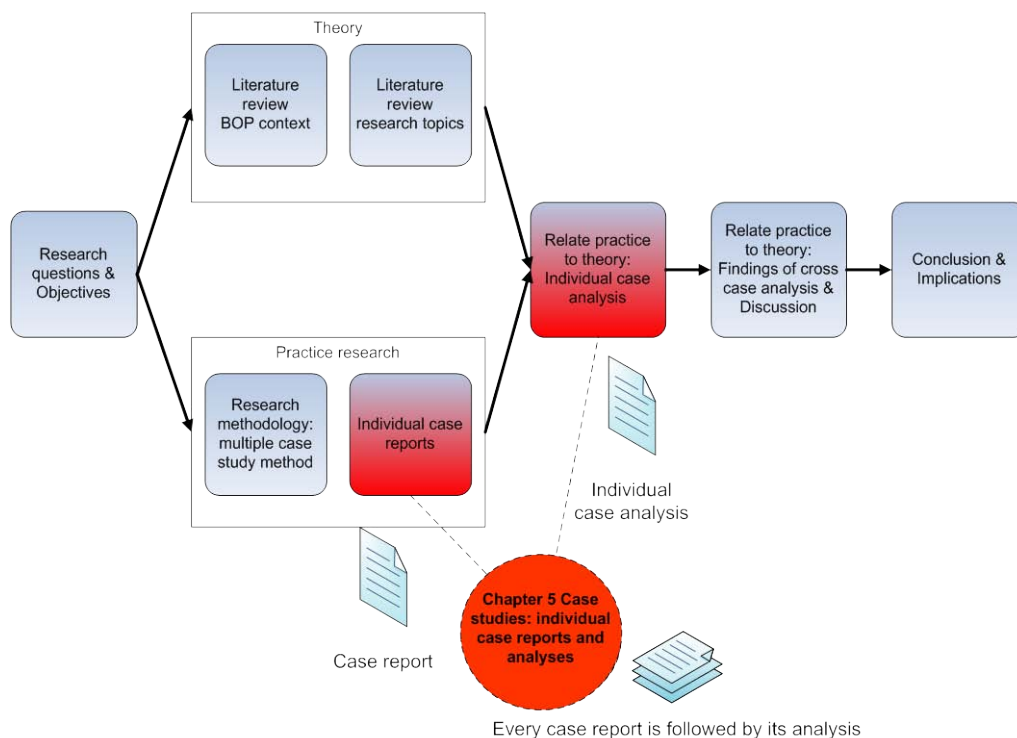 Theory
Literature
review
BOP context
Literature
review
research topics
Research
questions &
Objectives
Relate practice
to theory:
Individual case
analysis
Relate practice
to theory:
Findings of cross
case analysis &
Discussion
Conclusion &
Implications
Practice research
Research
methodology:
multiple case
study method
Individual case
reports
Individual
case analysis
Case report
Chapter 5 Case
studies: individual
case reports and
analyses
Every case report is followed by its analysis